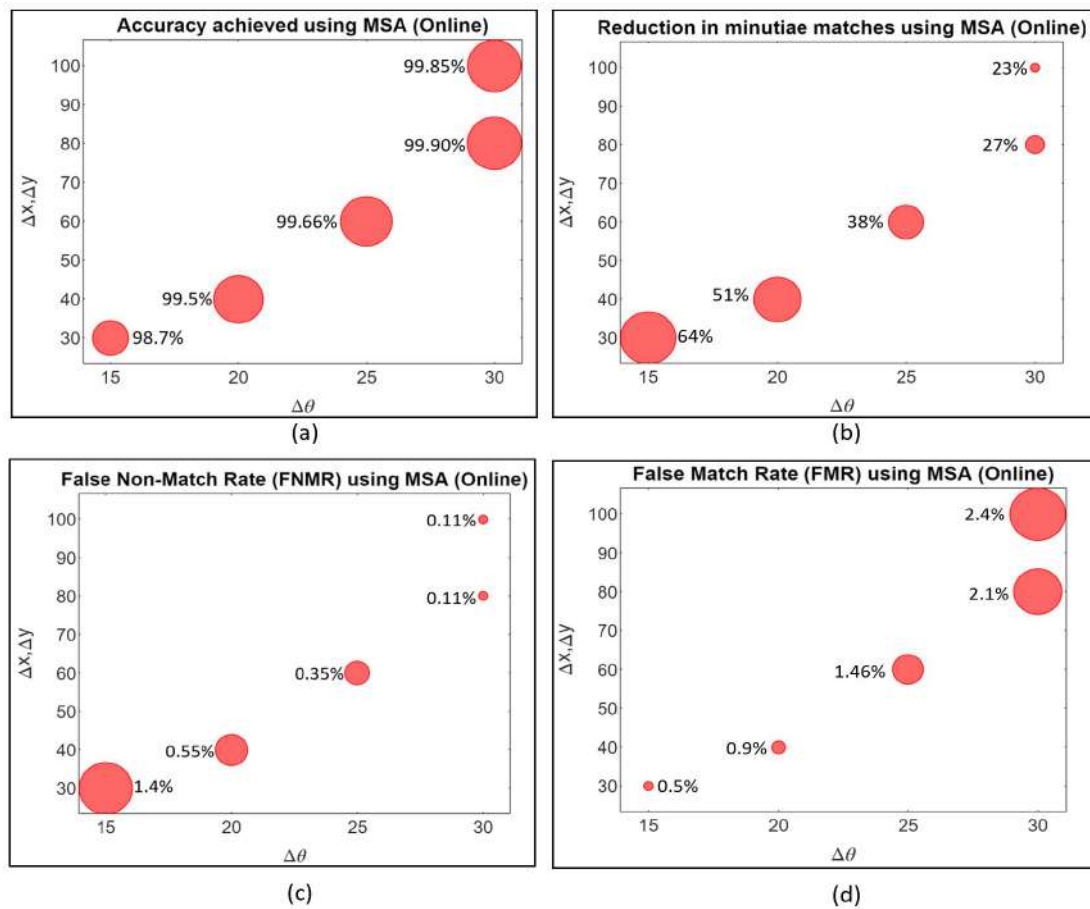 Accuracy achieved using MSA (Online)
100
90
80
70
60
50
40
30
Δx,Δy
99.85%
99.90%
99.66%
99.5%
98.7%
15 20 25 30
Δθ
(a)
Reduction in minutiae matches using MSA (Online)
100
90
80
70
60
50
40
30
Δx,Δy
23%
27%
38%
51%
64%
15 20 25 30
Δθ
(b)
False Non-Match Rate (FNMR) using MSA (Online)
100
90
80
70
60
50
40
30
Δx,Δy
0.11%
0.11%
0.35%
0.55%
1.4%
15 20 25 30
Δθ
(c)
False Match Rate (FMR) using MSA (Online)
100
90
80
70
60
50
40
30
Δx,Δy
2.4%
2.1%
1.46%
0.9%
0.5%
15 20 25 30
Δθ
(d)